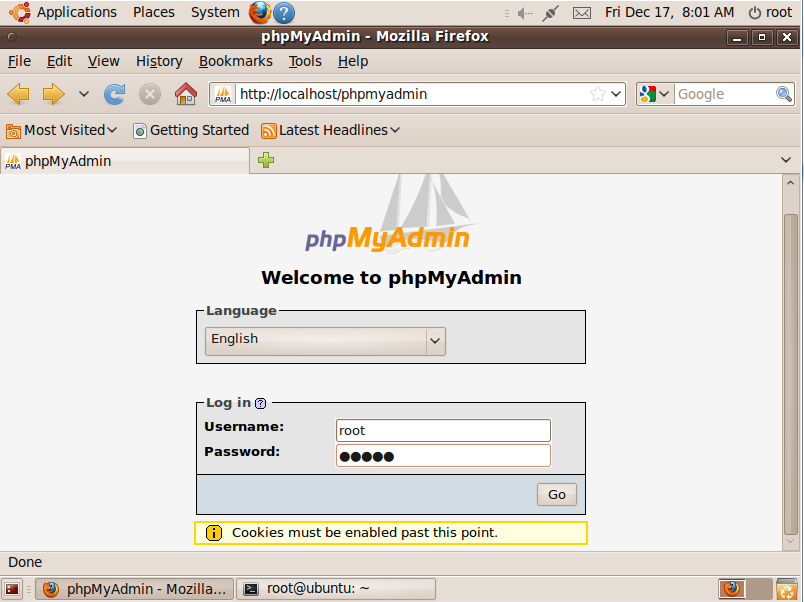 Applications Places System Fri Dec 17, 8:01 AM root
phpMyAdmin - Mozilla Firefox
File Edit View History Bookmarks Tools Help
PMA http://localhost/phpmyadmin Google
Most Visited Getting Started Latest Headlines
PMA phpMyAdmin
phpMyAdmin
Welcome to phpMyAdmin
Language
English
Log in
Username: root
Password: ●●●●●
Go
Cookies must be enabled past this point.
Done
phpMyAdmin - Mozilla... root@ubuntu: ~